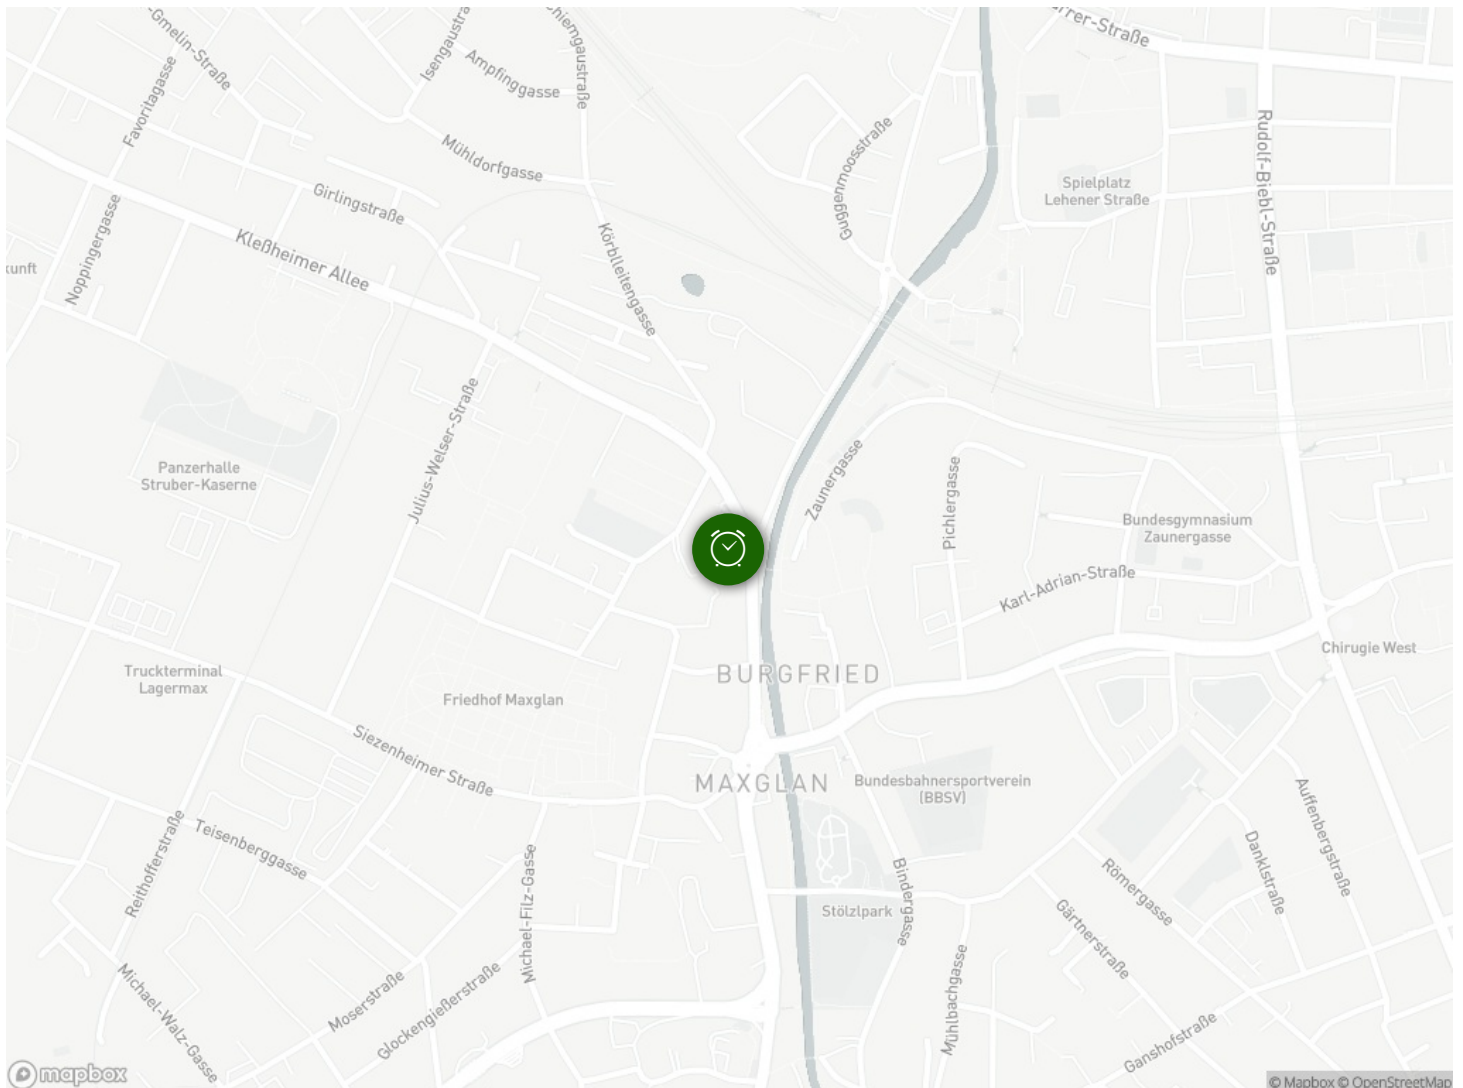 -Gmelin-Straße
Isengaustra
Chiemgaustraße
Ampfinggasse
Favoritagasse
Mühldorfgasse
Girlingstraße
Noppingergasse
Kleßheimer Allee
kunft
Körblleitengasse
Guggenmoosstraße
rrer-Straße
Rudolf-Biebl-Straße
Spielplatz
Lehener Straße
Julius-Welser-Straße
Panzerhalle
Struber-Kaserne
Zaunergasse
Pichlergasse
Bundesgymnasium
Zaunergasse
Karl-Adrian-Straße
Chirugie West
BURGFRIED
Truckterminal
Lagermax
Friedhof Maxglan
Siezenheimer Straße
MAXGLAN
Bundesbahnersportverein
(BBSV)
Teisenberggasse
Reithofferstraße
Michael-Filz-Gasse
Bindergasse
Stölzlpark
Römergasse
Danklstraße
Auffenbergstraße
Gärtnerstraße
Mühlbachgasse
Michael-Walz-Gasse
Moserstraße
Glockengießerstraße
Ganshofstraße
mapbox
© Mapbox © OpenStreetMap